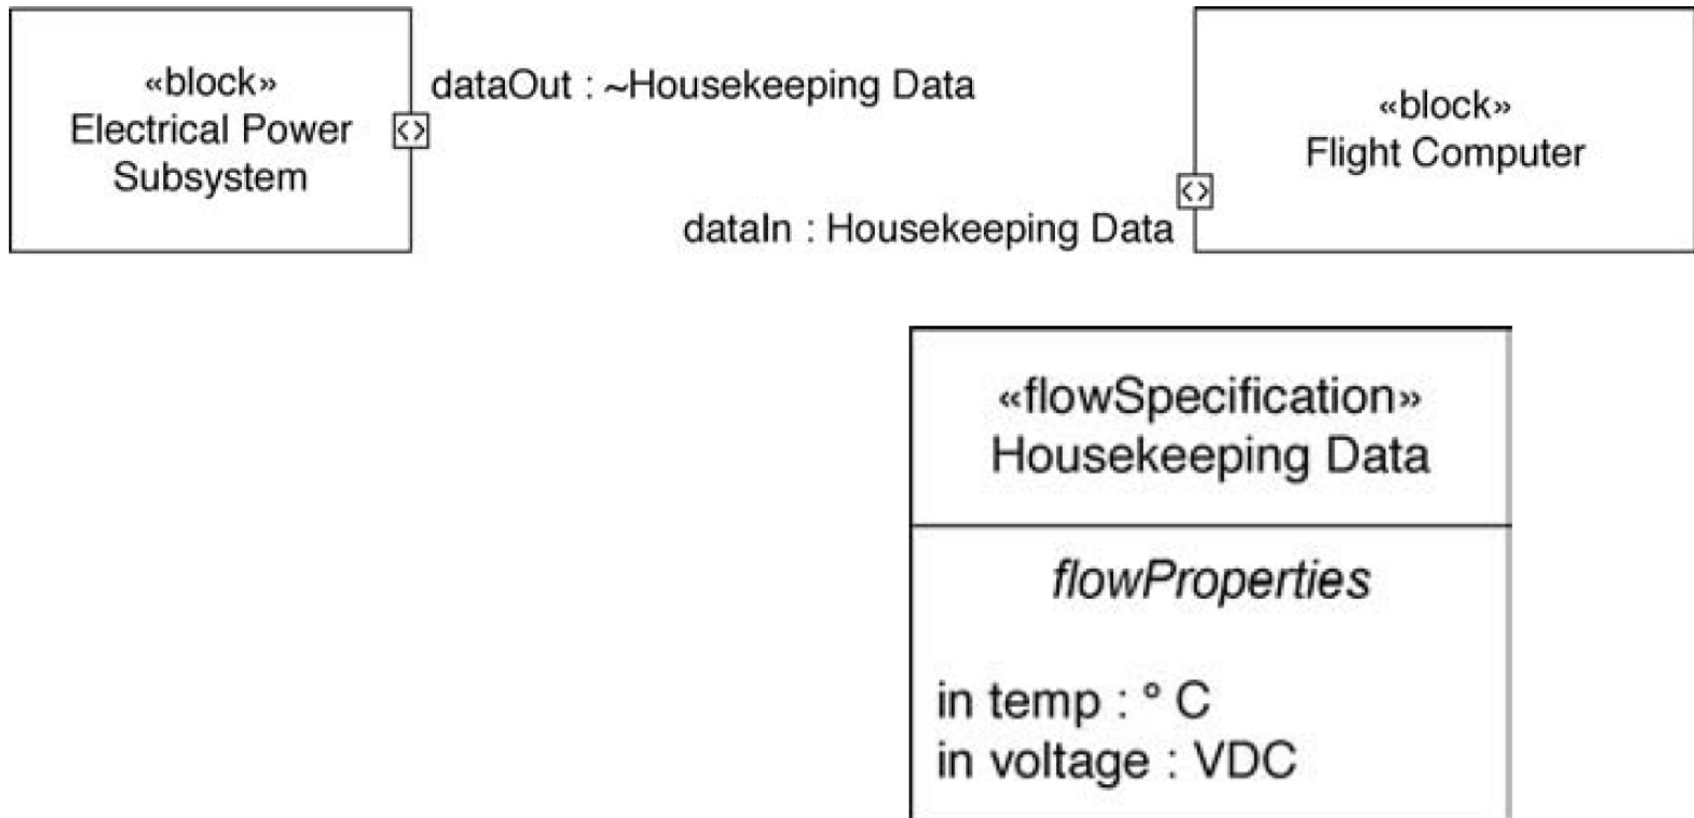 «block»
Electrical Power
Subsystem
dataOut : ~Housekeeping Data
«block»
Flight Computer
dataIn : Housekeeping Data
«flowSpecification»
Housekeeping Data
flowProperties
in temp : ° C
in voltage : VDC